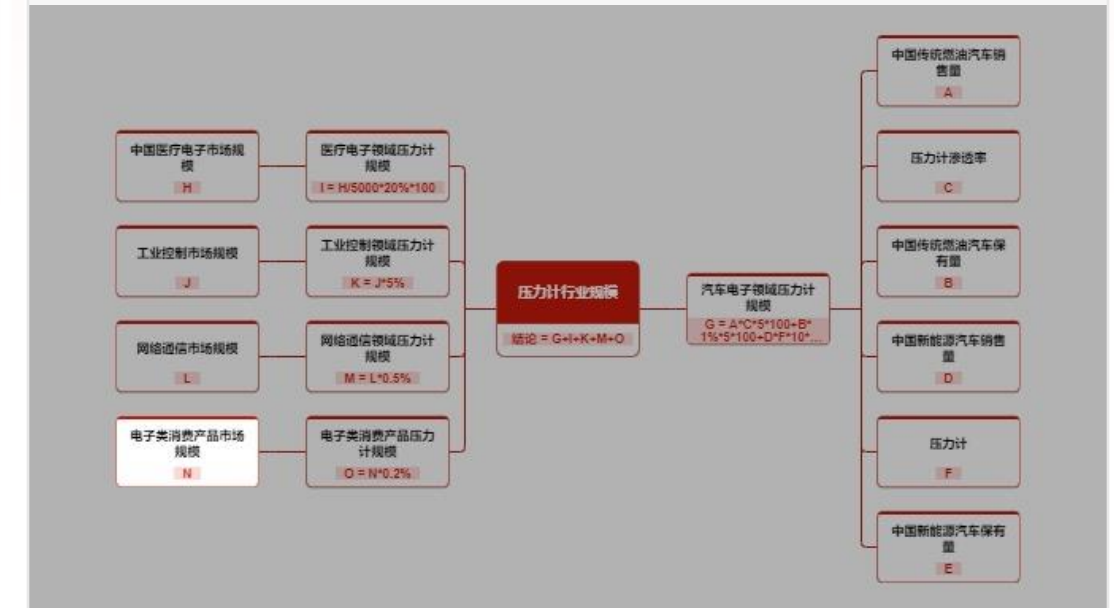 中国医疗电子市场规
模
H
医疗电子领域压力计
规模
I = H/5000*20%*100
工业控制市场规模
J
工业控制领域压力计
规模
K = J*5%
网络通信市场规模
L
网络通信领域压力计
规模
M = L*0.5%
电子类消费产品市场
规模
N
电子类消费产品压力
计规模
O = N*0.2%
压力计行业规模
结论 = G+I+K+M+O
汽车电子领域压力计
规模
G = A*C*5*100+B*
1%*5*100+D*F*10*...
中国传统燃油汽车销
售量
A
压力计渗透率
C
中国传统燃油汽车保
有量
B
中国新能源汽车销售
量
D
压力计
F
中国新能源汽车保有
量
E